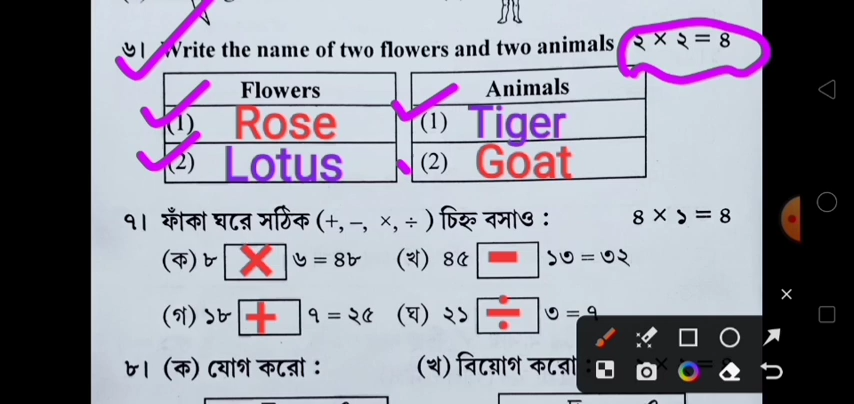 ৬। Write the name of two flowers and two animals ২ × ২ = ৪
Flowers Animals
(1) Rose (1) Tiger
(2) Lotus (2) Goat
৭। ফাঁকা ঘরে সঠিক (+, –, ×, ÷) চিহ্ন বসাও : ৪ × ১ = ৪
(ক) ৮ × ৬ = ৪৮ (খ) ৪৫ – ১৩ = ৩২
(গ) ১৮ + ৭ = ২৫ (ঘ) ২১ ÷ ৩ = ৭
৮। (ক) যোগ করো : (খ) বিয়োগ করো :